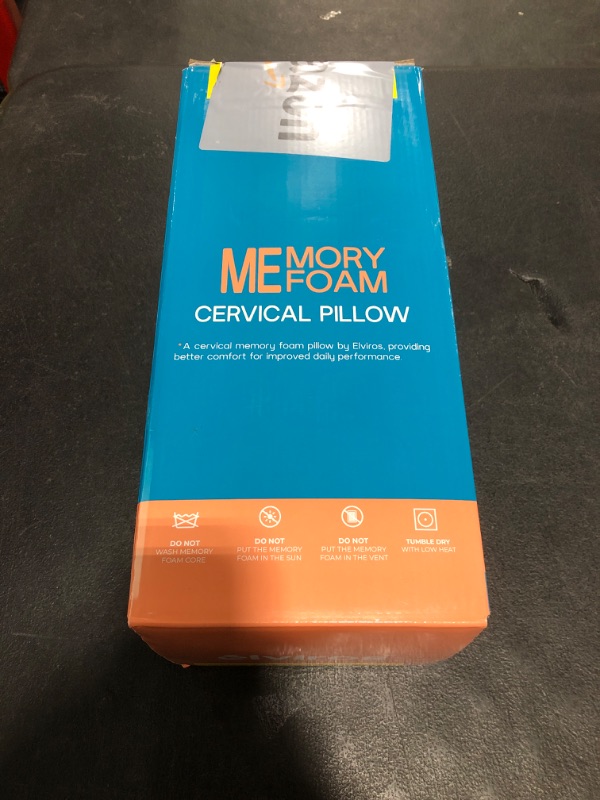 MEMORY
FOAM
CERVICAL PILLOW
*A cervical memory foam pillow by Elviros, providing
better comfort for improved daily performance.
DO NOT
WASH MEMORY
FOAM CORE
DO NOT
PUT THE MEMORY
FOAM IN THE SUN
DO NOT
PUT THE MEMORY
FOAM IN THE VENT
TUMBLE DRY
WITH LOW HEAT